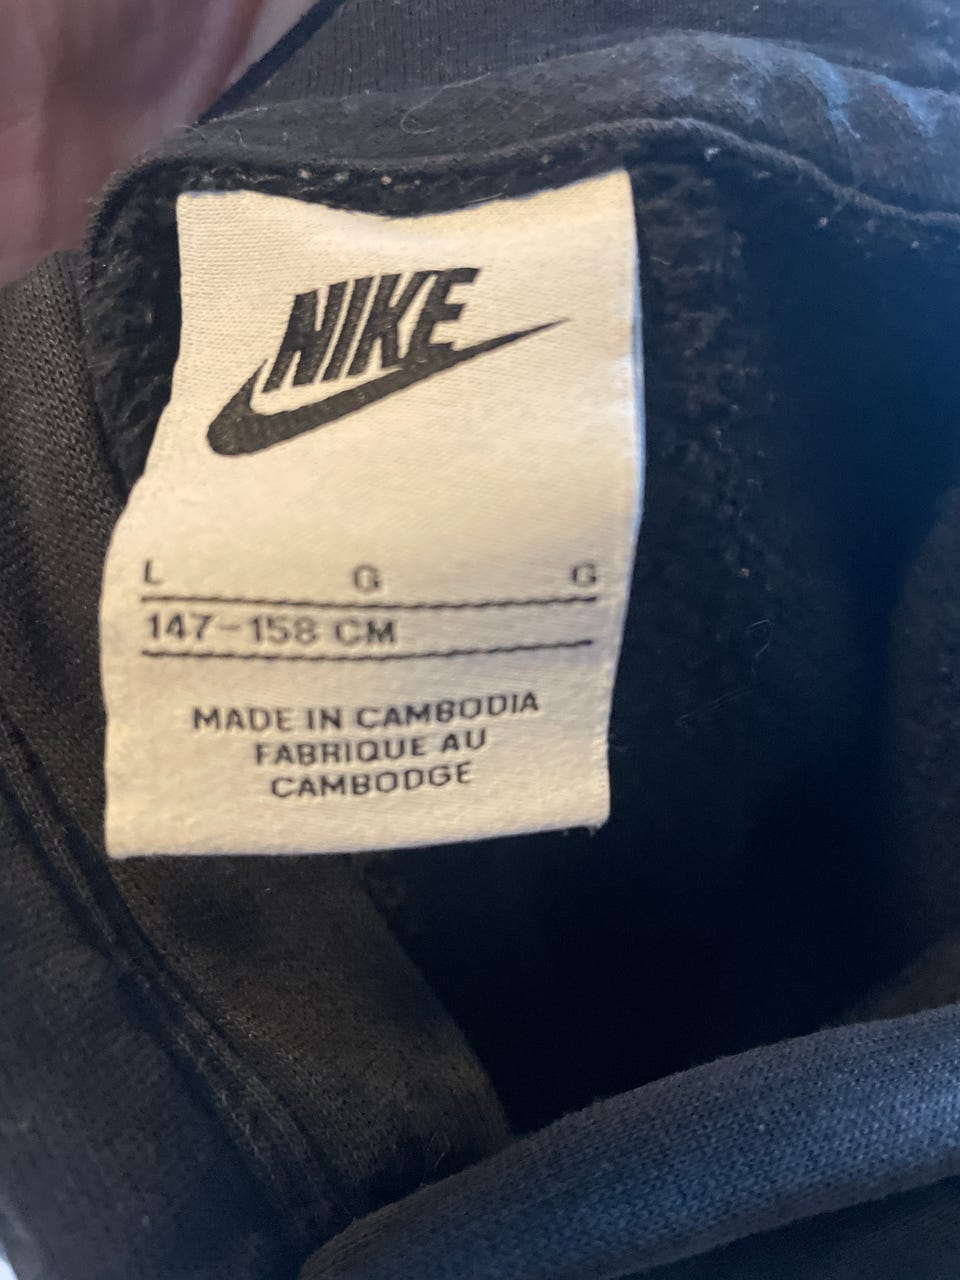 NIKE
L G G
147-158 CM
MADE IN CAMBODIA
FABRIQUE AU
CAMBODGE